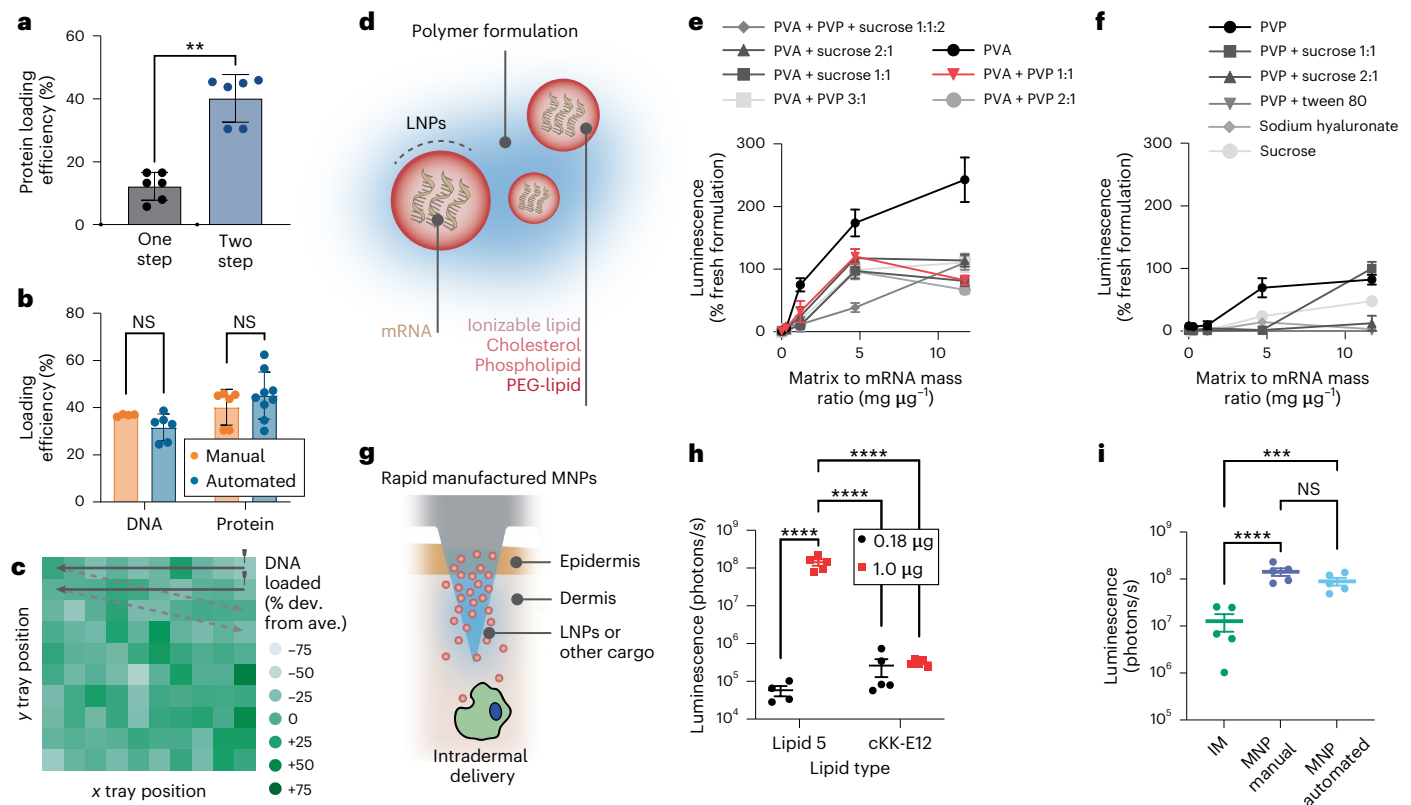 a
Protein loading
efficiency (%)
60
40
20
0
**
One
step
Two
step
b
Loading
efficiency (%)
80
60
40
20
0
NS
NS
Manual
Automated
DNA
Protein
c
y tray position
x tray position
DNA
loaded
(% dev.
from ave.)
−75
−50
−25
0
+25
+50
+75
d
Polymer formulation
LNPs
mRNA
Ionizable lipid
Cholesterol
Phospholipid
PEG-lipid
e
PVA + PVP + sucrose 1:1:2
PVA + sucrose 2:1
PVA + sucrose 1:1
PVA + PVP 3:1
PVA
PVA + PVP 1:1
PVA + PVP 2:1
Luminescence
(% fresh formulation)
300
200
100
0
0
5
10
Matrix to mRNA mass
ratio (mg µg⁻¹)
f
PVP
PVP + sucrose 1:1
PVP + sucrose 2:1
PVP + tween 80
Sodium hyaluronate
Sucrose
Luminescence
(% fresh formulation)
300
200
100
0
0
5
10
Matrix to mRNA mass
ratio (mg µg⁻¹)
g
Rapid manufactured MNPs
Epidermis
Dermis
LNPs or
other cargo
Intradermal
delivery
h
****
****
****
0.18 µg
1.0 µg
Luminescence (photons/s)
10⁹
10⁸
10⁷
10⁶
10⁵
10⁴
Lipid 5
cKK-E12
Lipid type
i
***
NS
****
Luminescence
(photons/s)
10⁹
10⁸
10⁷
10⁶
10⁵
IM
MNP
manual
MNP
automated